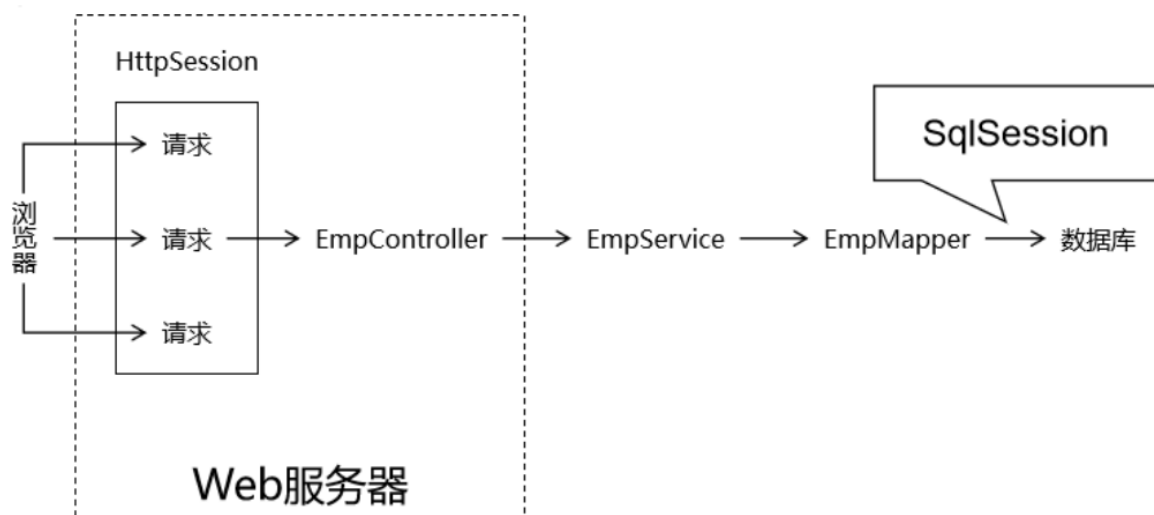 HttpSession
请求
SqlSession
浏览器
请求
EmpController
EmpService
EmpMapper
数据库
请求
Web服务器